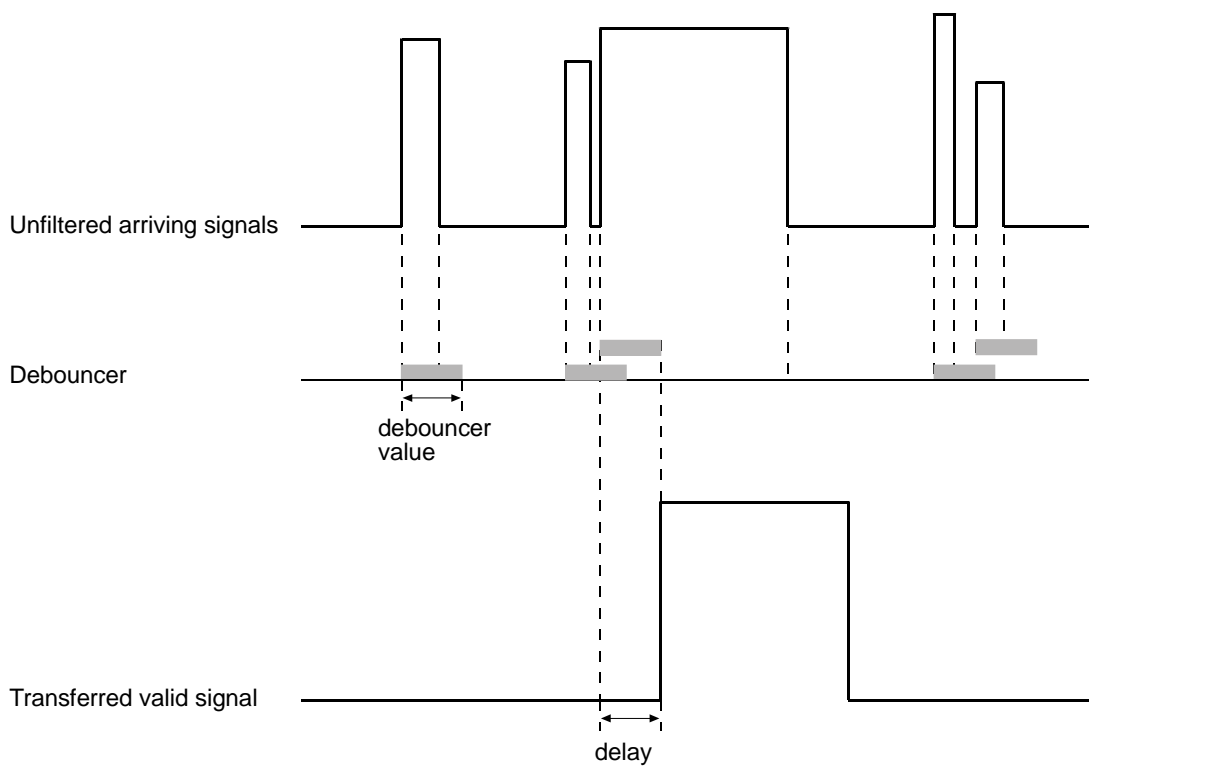 Unfiltered arriving signals
Debouncer
debouncer
value
Transferred valid signal
delay